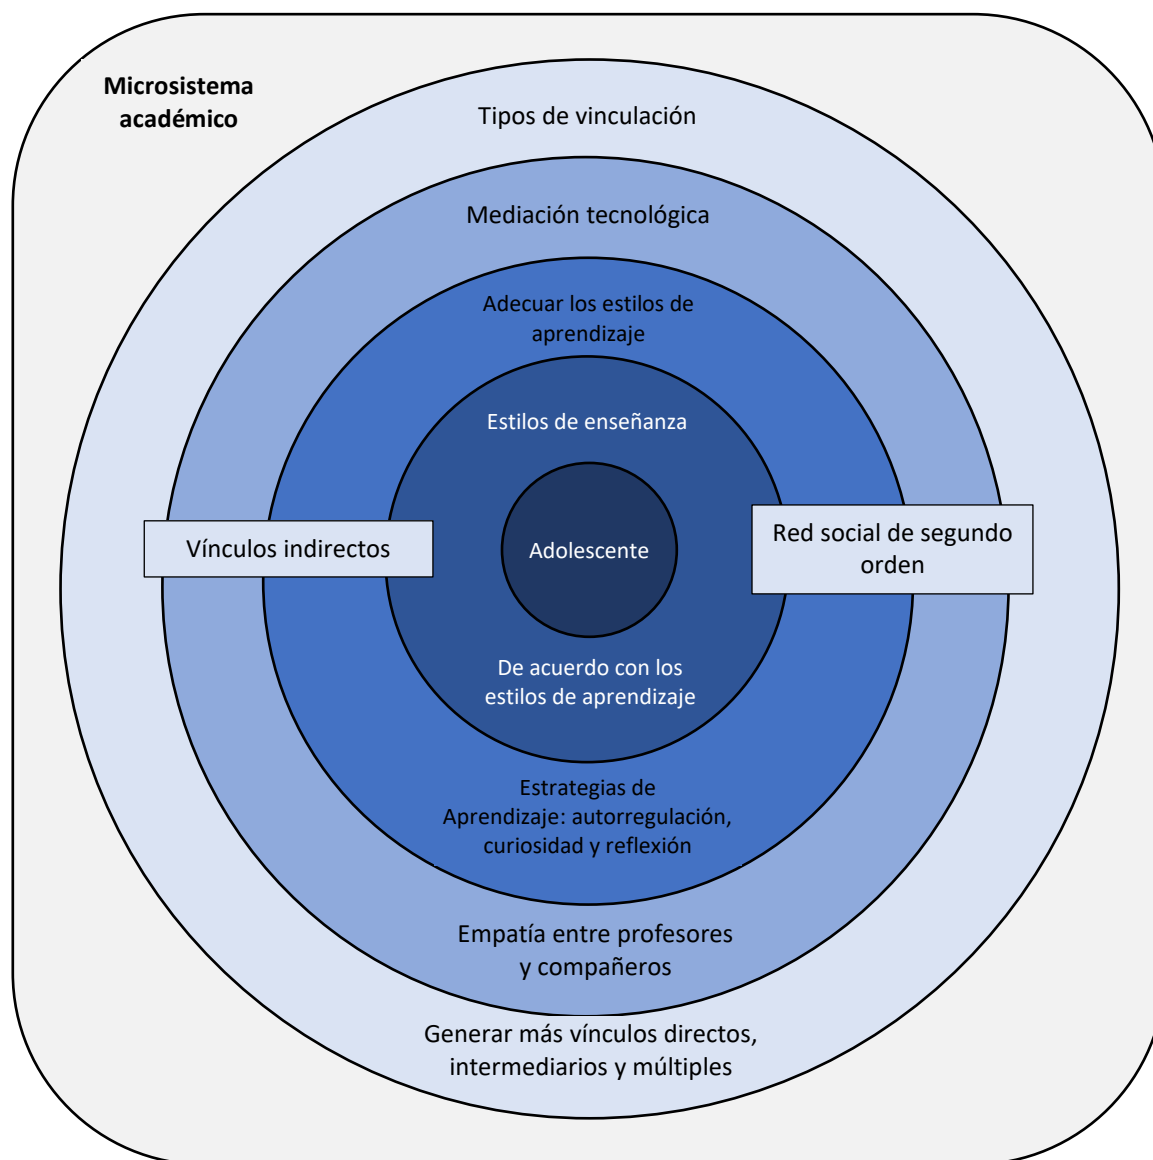 Microsistema
académico
Tipos de vinculación
Mediación tecnológica
Adecuar los estilos de
aprendizaje
Estilos de enseñanza
Vínculos indirectos
Adolescente
Red social de segundo
orden
De acuerdo con los
estilos de aprendizaje
Estrategias de
Aprendizaje: autorregulación,
curiosidad y reflexión
Empatía entre profesores
y compañeros
Generar más vínculos directos,
intermediarios y múltiples